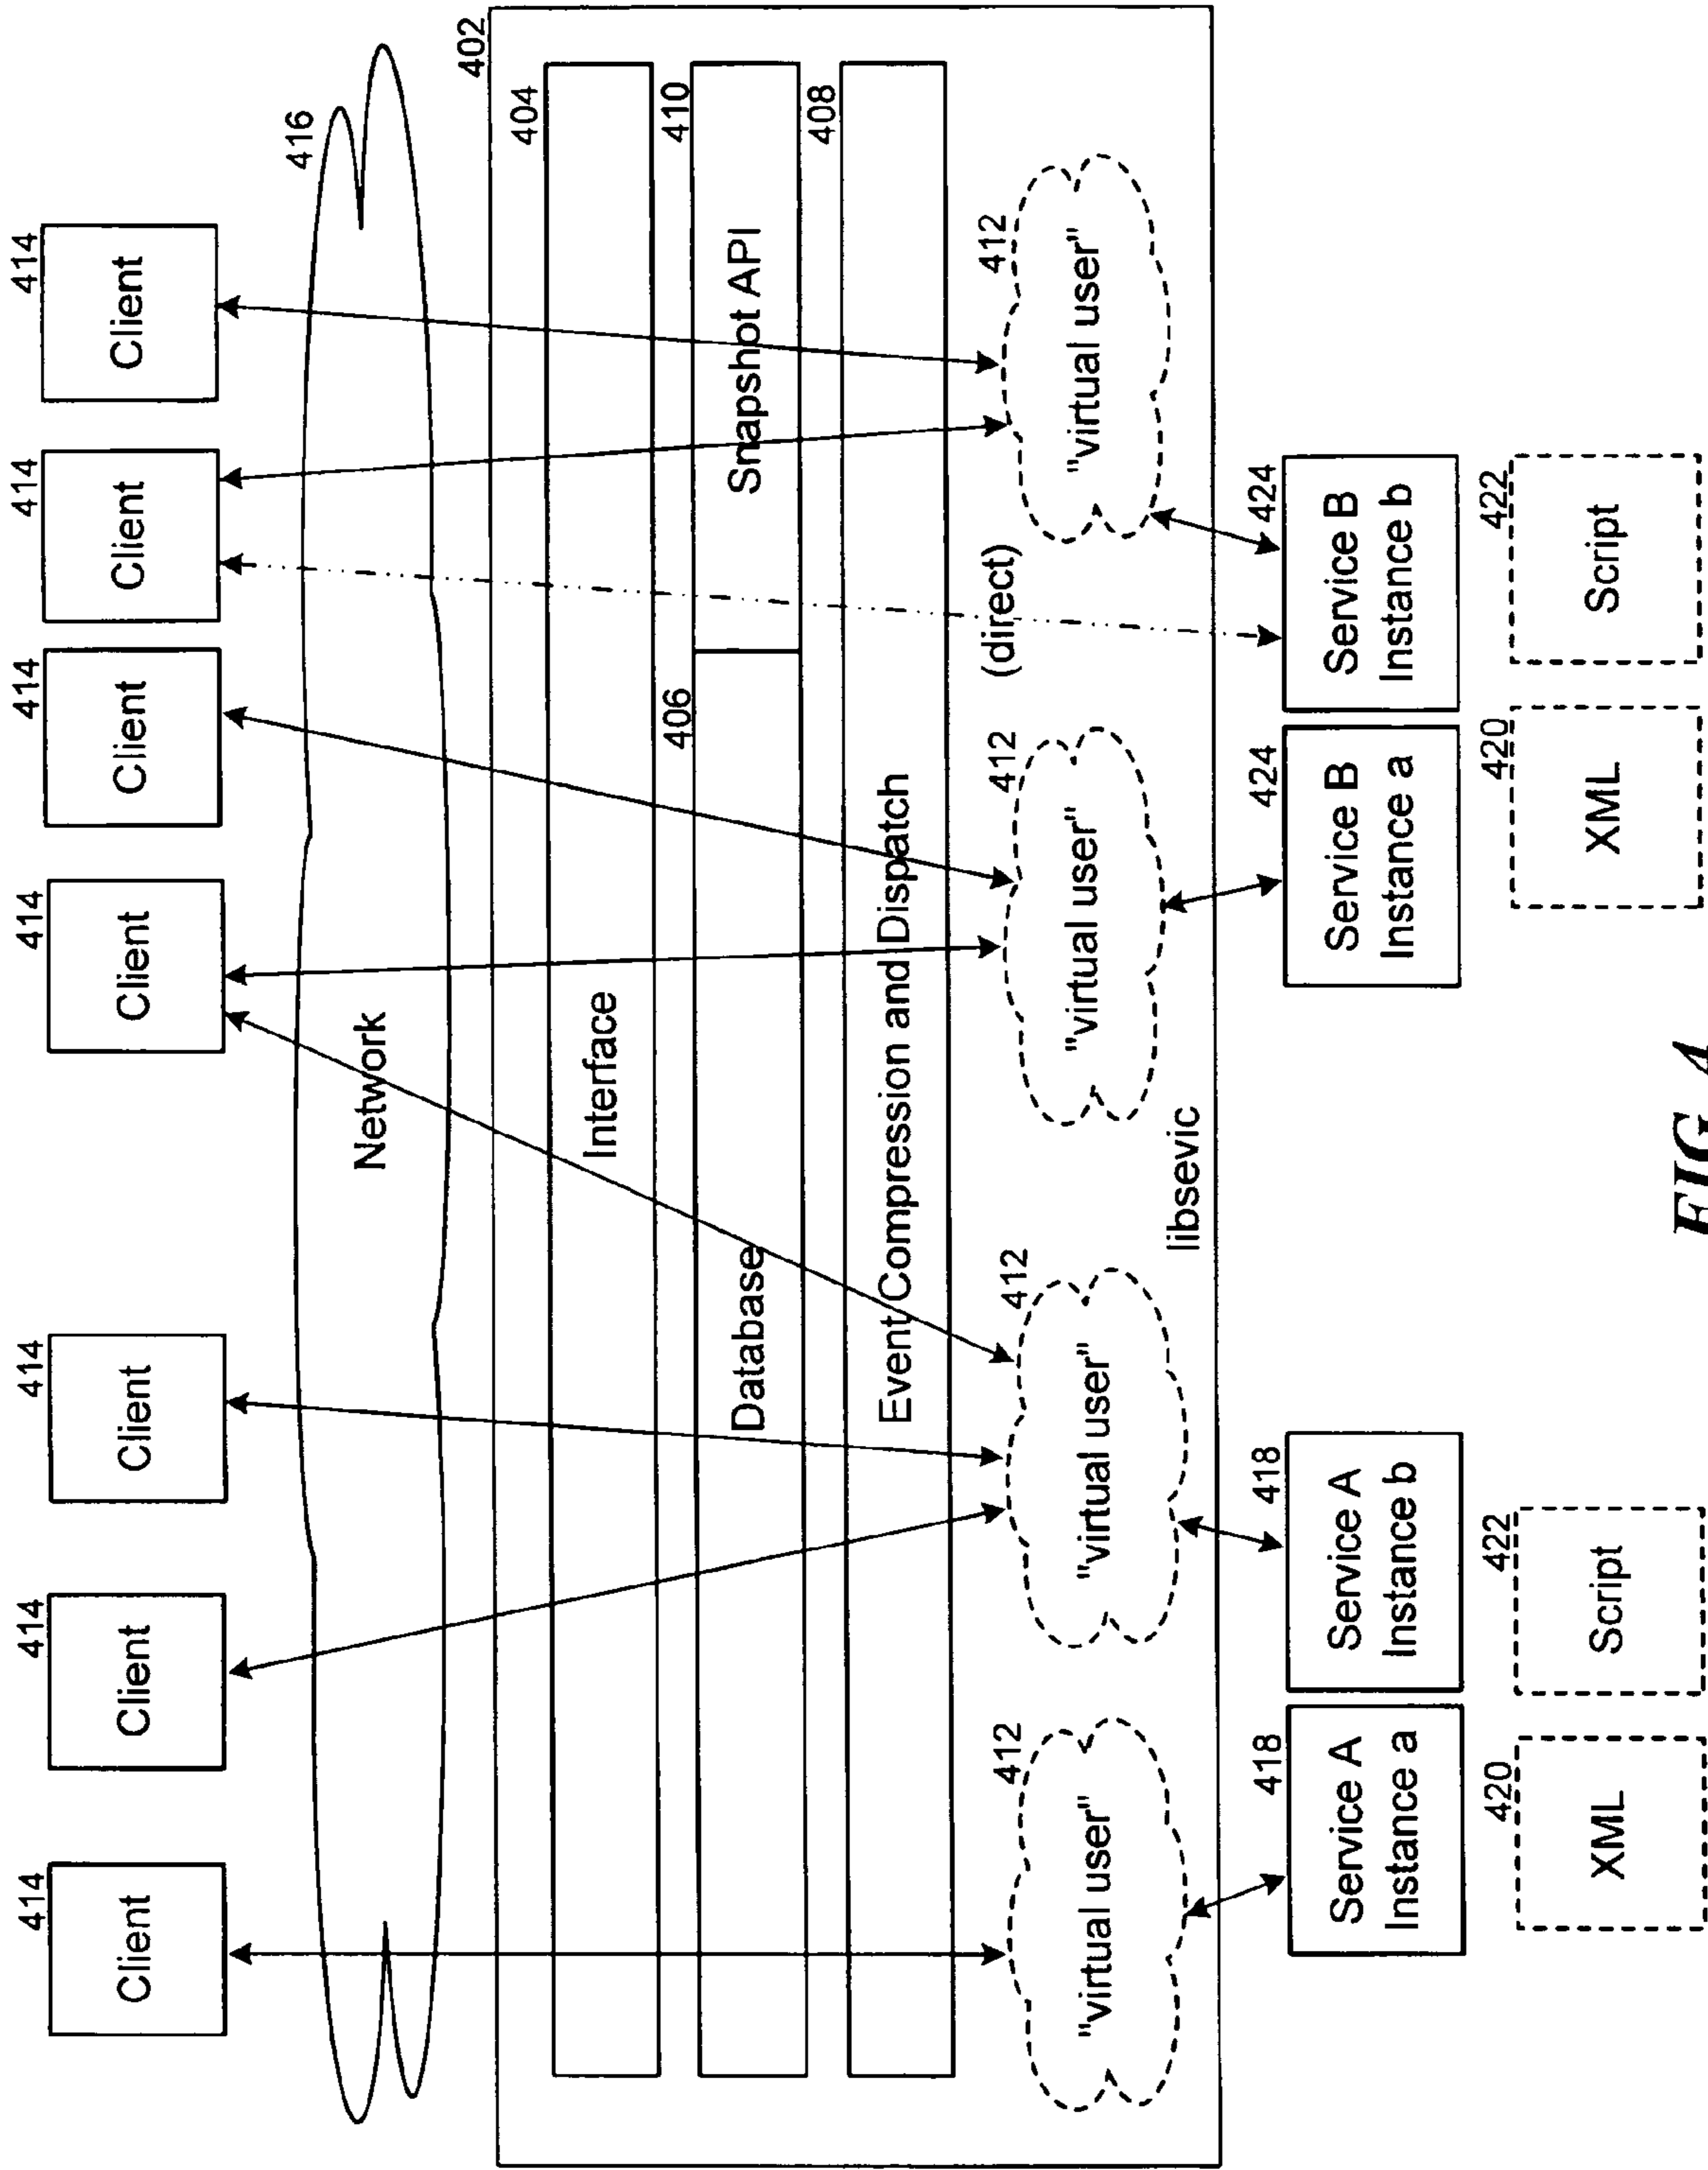 414
Client
414
Client
414
Client
414
Client
414
Client
414
Client
414
Client
416
Network
402
404
Interface
406
Database
410
Snapshot API
408
Event Compression and Dispatch
412
"virtual user"
412
"virtual user"
412
"virtual user"
(direct)
412
"virtual user"
libsevic
418
Service A
Instance a
418
Service A
Instance b
424
Service B
Instance a
424
Service B
Instance b
420
XML
422
Script
420
XML
422
Script
FIG. 4